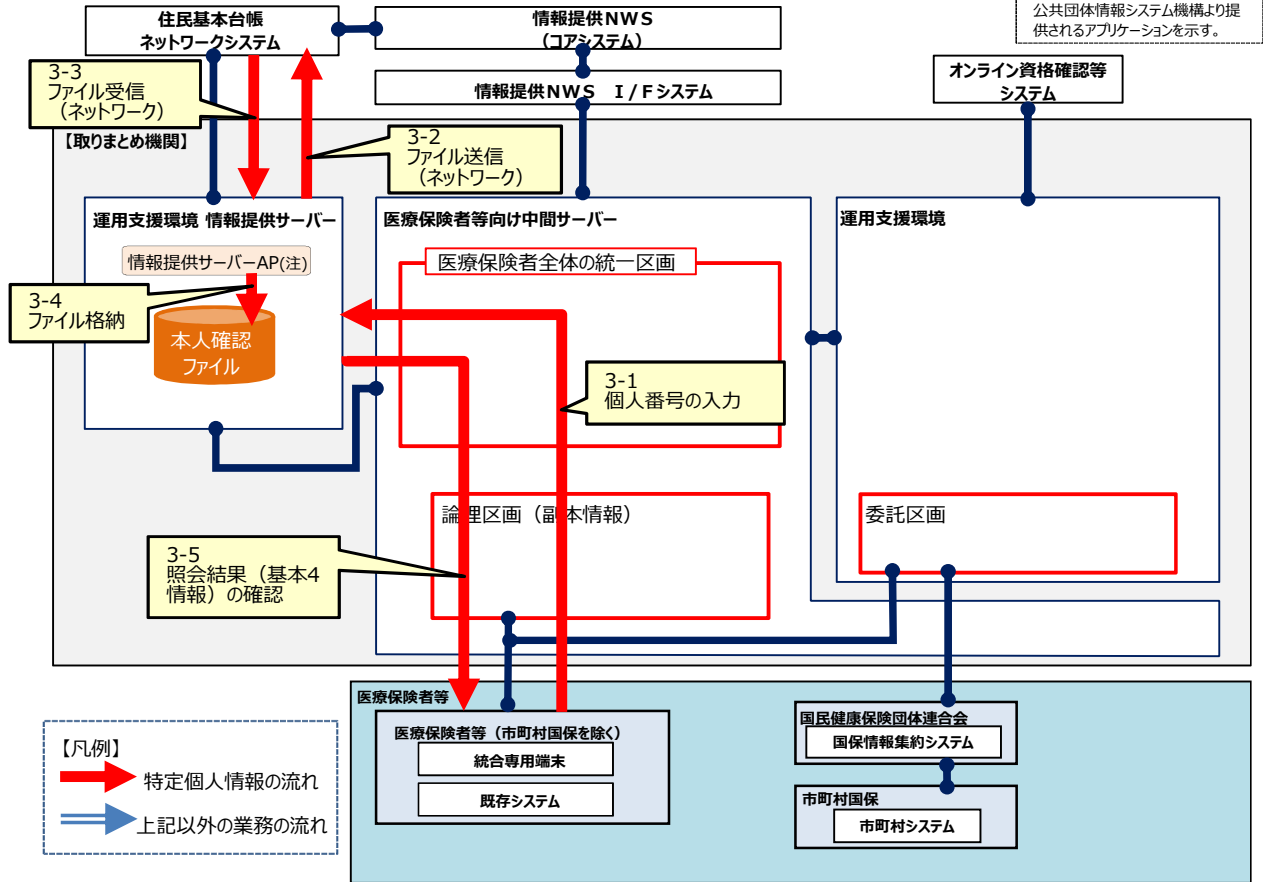 住民基本台帳
ネットワークシステム
情報提供NWS
(コアシステム)
公共団体情報システム機構より提
供されるアプリケーションを示す。
3-3
ファイル受信
(ネットワーク)
情報提供NWS I/Fシステム
オンライン資格確認等
システム
【取りまとめ機関】
3-2
ファイル送信
(ネットワーク)
運用支援環境 情報提供サーバー
医療保険者等向け中間サーバー
運用支援環境
情報提供サーバーAP(注)
医療保険者全体の統一区画
3-4
ファイル格納
本人確認
ファイル
3-1
個人番号の入力
論理区画(副本情報)
委託区画
3-5
照会結果(基本4
情報)の確認
医療保険者等
医療保険者等(市町村国保を除く)
統合専用端末
既存システム
国民健康保険団体連合会
国保情報集約システム
市町村国保
市町村システム
【凡例】
特定個人情報の流れ
上記以外の業務の流れ